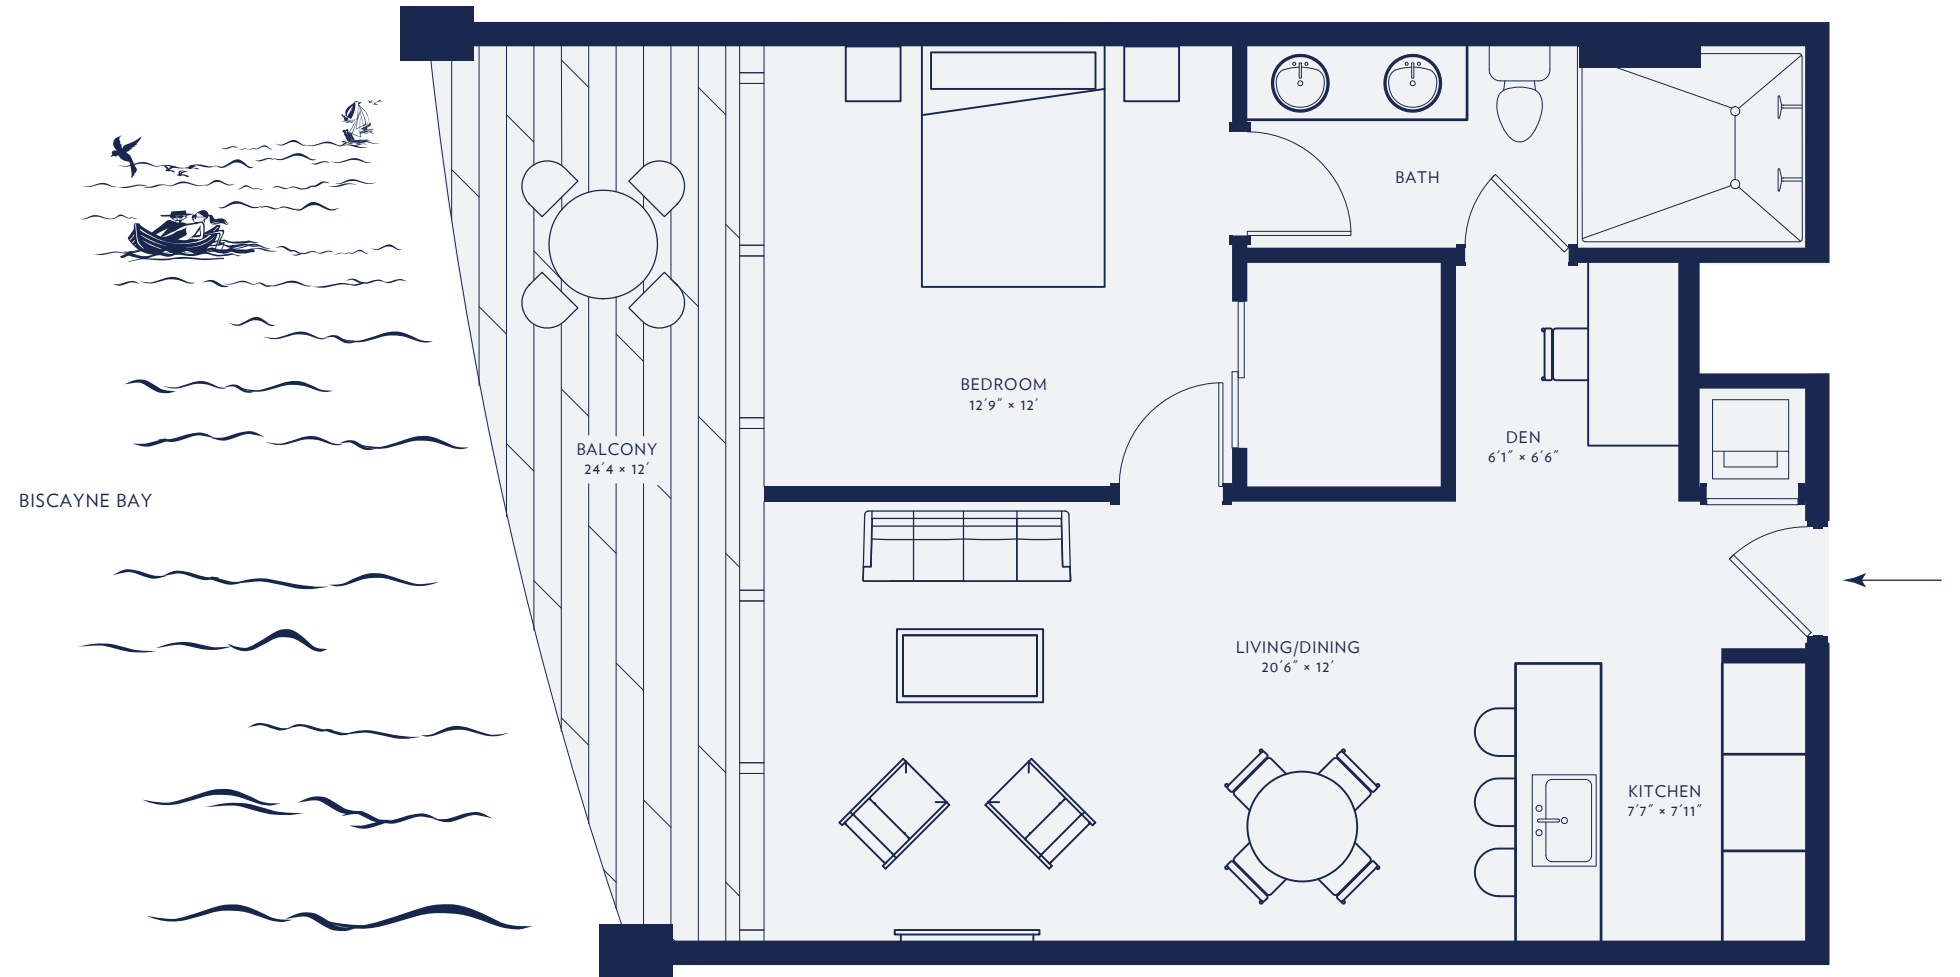 BATH
BEDROOM
12′9″ × 12′
BALCONY
24′4 × 12′
DEN
6′1″ × 6′6″
BISCAYNE BAY
LIVING/DINING
20′6″ × 12′
KITCHEN
7′7″ × 7′11″